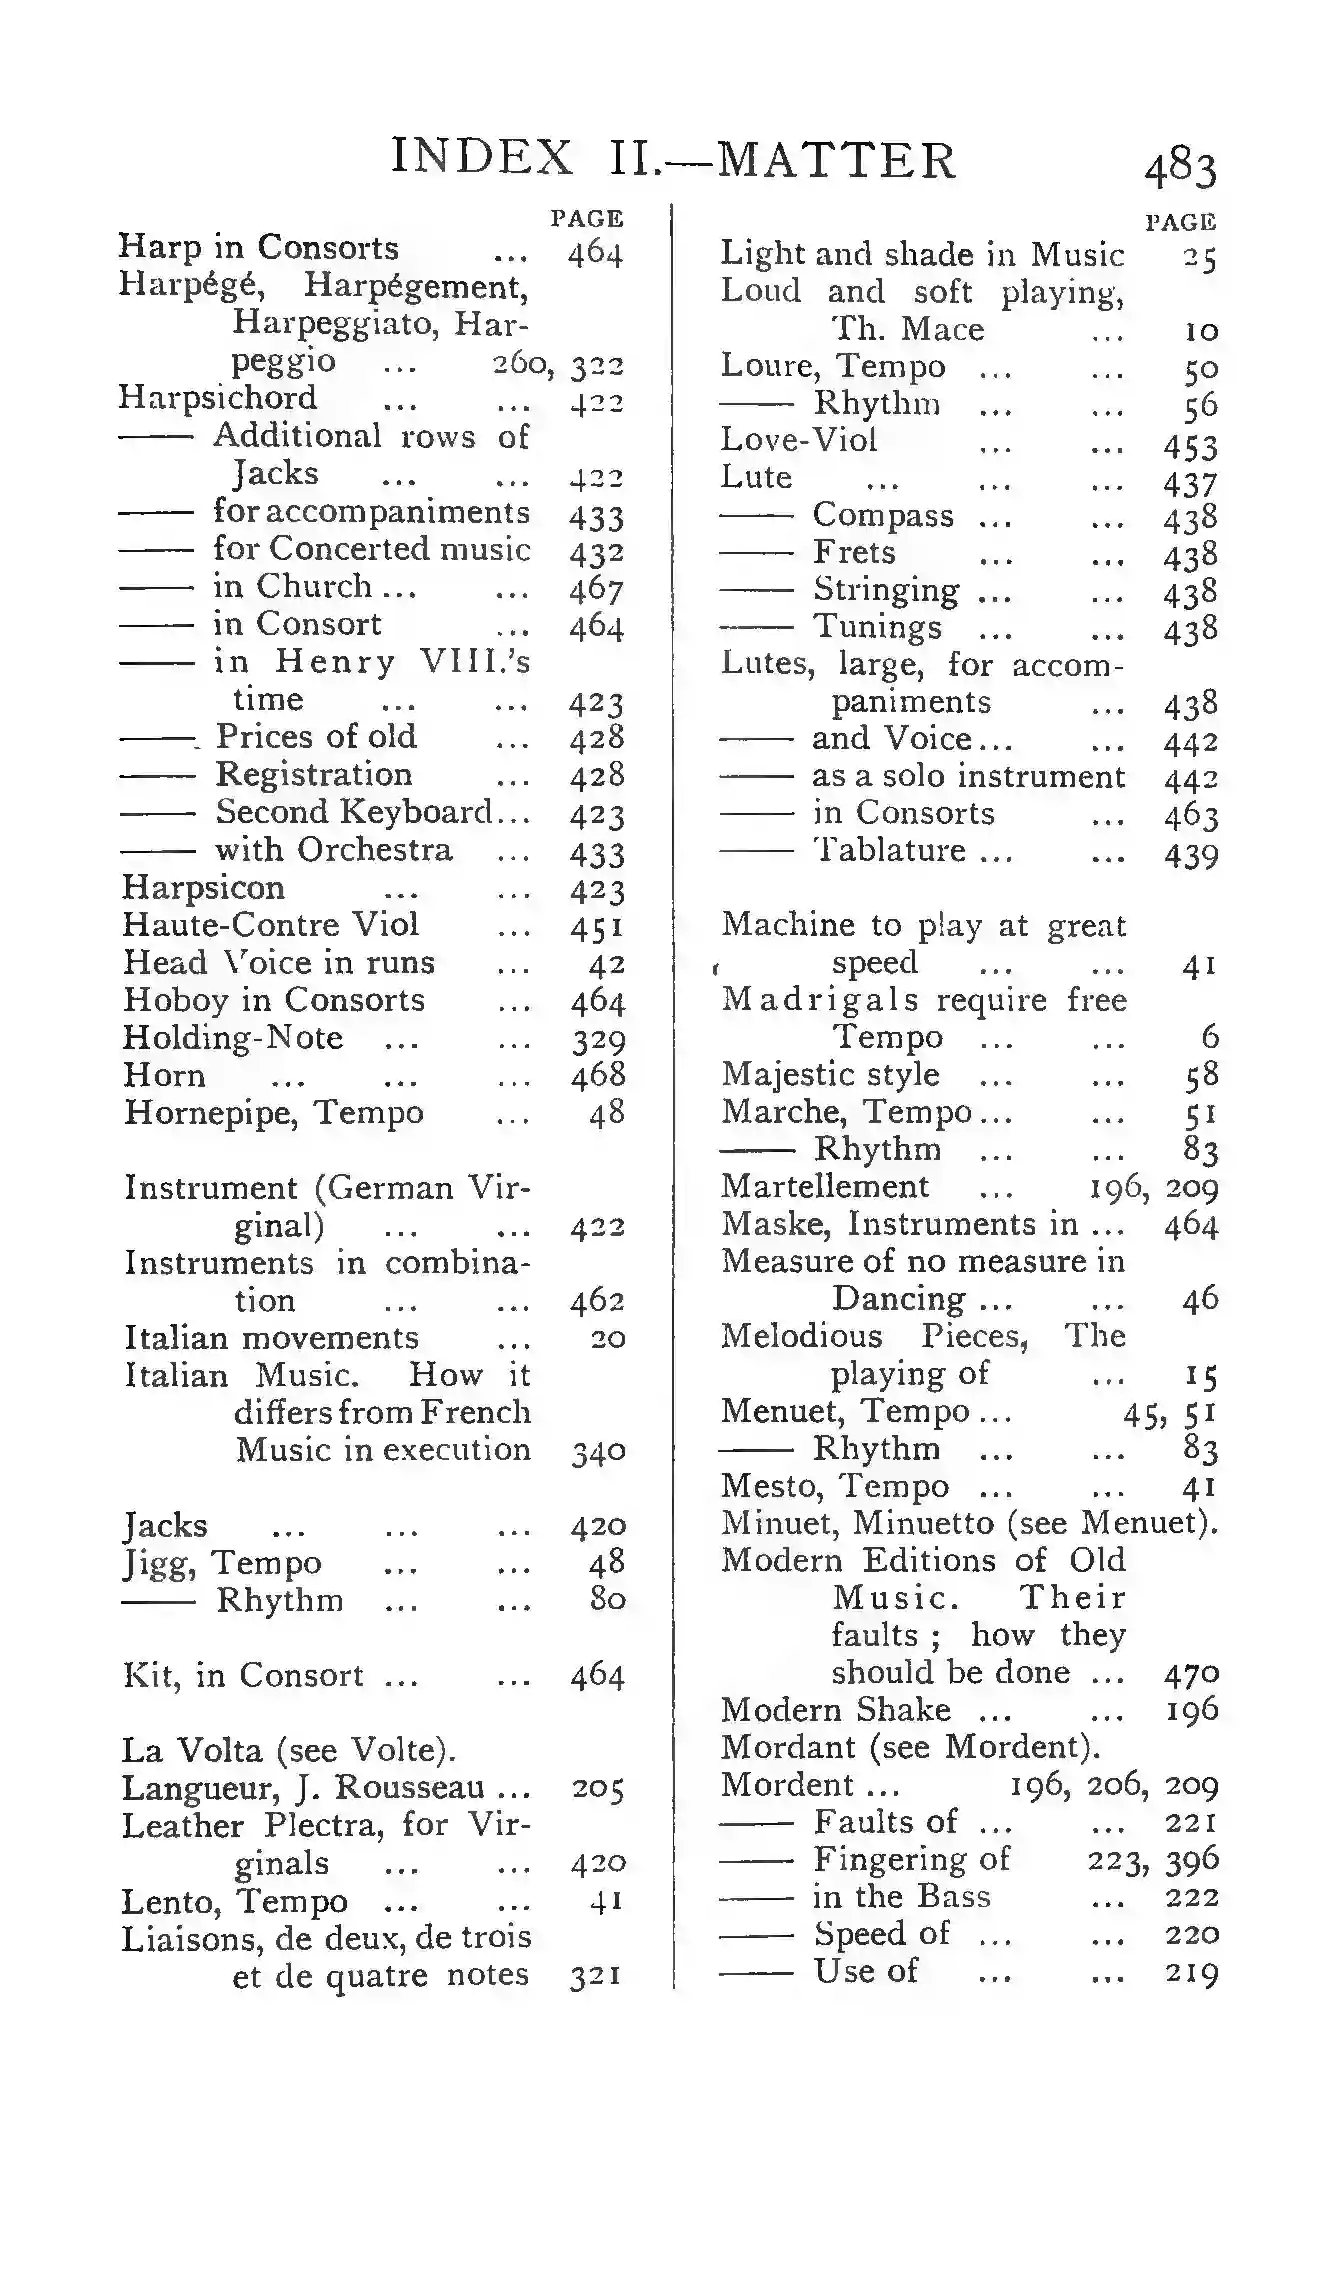 INDEX II.—MATTER 483
PAGE
Harp in Consorts ... 464
Harpégé, Harpégement,
Harpeggiato, Har-
peggio ... 260, 322
Harpsichord ... ... 422
—— Additional rows of
Jacks ... ... 422
—— for accompaniments 433
—— for Concerted music 432
—— in Church ... ... 467
—— in Consort ... 464
—— in Henry VIII.'s
time ... ... 423
—— Prices of old ... 428
—— Registration ... 428
—— Second Keyboard... 423
—— with Orchestra ... 433
Harpsicon ... ... 423
Haute-Contre Viol ... 451
Head Voice in runs ... 42
Hoboy in Consorts ... 464
Holding-Note ... ... 329
Horn ... ... ... 468
Hornepipe, Tempo ... 48
Instrument (German Vir-
ginal) ... ... 422
Instruments in combina-
tion ... ... 462
Italian movements ... 20
Italian Music. How it
differs from French
Music in execution 340
Jacks ... ... ... 420
Jigg, Tempo ... ... 48
—— Rhythm ... ... 80
Kit, in Consort ... ... 464
La Volta (see Volte).
Langueur, J. Rousseau ... 205
Leather Plectra, for Vir-
ginals ... ... 420
Lento, Tempo ... ... 41
Liaisons, de deux, de trois
et de quatre notes 321
PAGE
Light and shade in Music 25
Loud and soft playing,
Th. Mace ... 10
Loure, Tempo ... ... 50
—— Rhythm ... ... 56
Love-Viol ... ... 453
Lute ... ... ... 437
—— Compass ... ... 438
—— Frets ... ... 438
—— Stringing ... ... 438
—— Tunings ... ... 438
Lutes, large, for accom-
paniments ... 438
—— and Voice... ... 442
—— as a solo instrument 442
—— in Consorts ... 463
—— Tablature ... ... 439
Machine to play at great
speed ... ... 41
Madrigals require free
Tempo ... ... 6
Majestic style ... ... 58
Marche, Tempo... ... 51
—— Rhythm ... ... 83
Martellement ... 196, 209
Maske, Instruments in ... 464
Measure of no measure in
Dancing ... ... 46
Melodious Pieces, The
playing of ... 15
Menuet, Tempo ... 45, 51
—— Rhythm ... ... 83
Mesto, Tempo ... ... 41
Minuet, Minuetto (see Menuet).
Modern Editions of Old
Music. Their
faults ; how they
should be done ... 470
Modern Shake ... ... 196
Mordant (see Mordent).
Mordent ... 196, 206, 209
—— Faults of ... ... 221
—— Fingering of 223, 396
—— in the Bass ... 222
—— Speed of ... ... 220
—— Use of ... ... 219